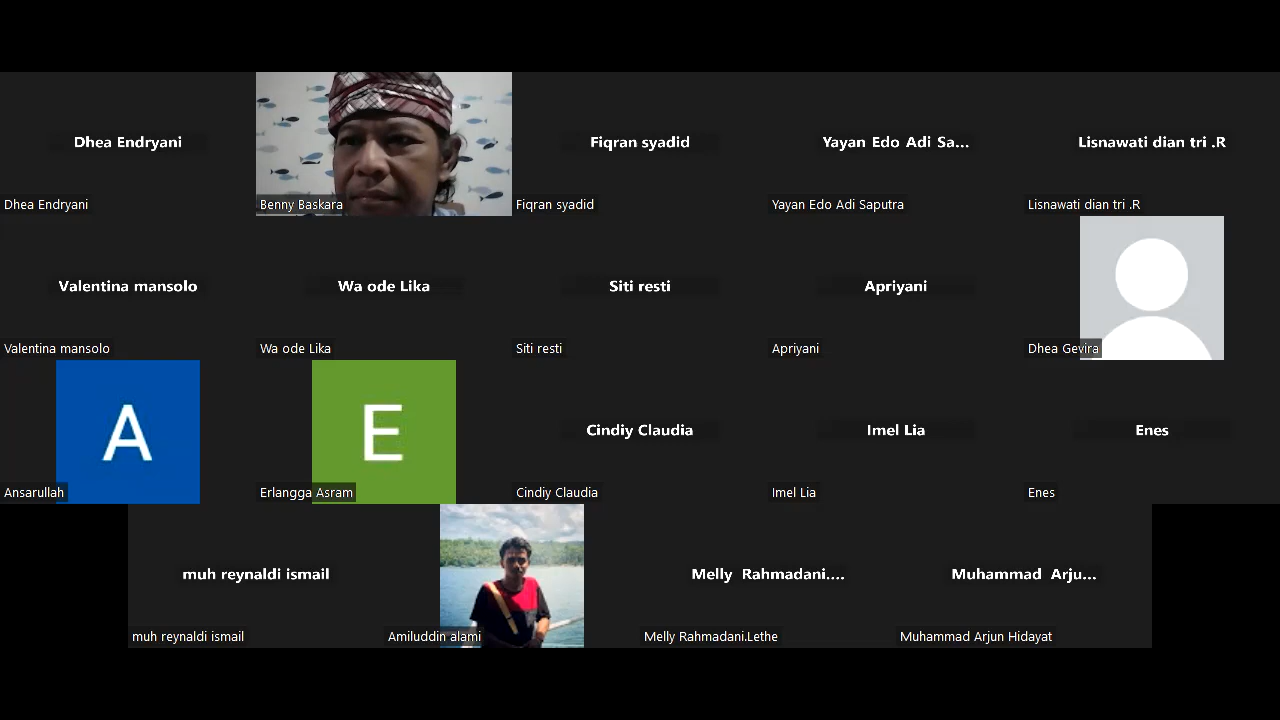 Dhea Endryani
Dhea Endryani
Benny Baskara
Fiqran syadid
Fiqran syadid
Yayan Edo Adi Sa...
Yayan Edo Adi Saputra
Lisnawati dian tri .R
Lisnawati dian tri .R
Valentina mansolo
Valentina mansolo
Wa ode Lika
Wa ode Lika
Siti resti
Siti resti
Apriyani
Apriyani
Dhea Gevira
A
Ansarullah
E
Erlangga Asram
Cindiy Claudia
Cindiy Claudia
Imel Lia
Imel Lia
Enes
Enes
muh reynaldi ismail
muh reynaldi ismail
Amiluddin alami
Melly Rahmadani....
Melly Rahmadani.Lethe
Muhammad Arju...
Muhammad Arjun Hidayat